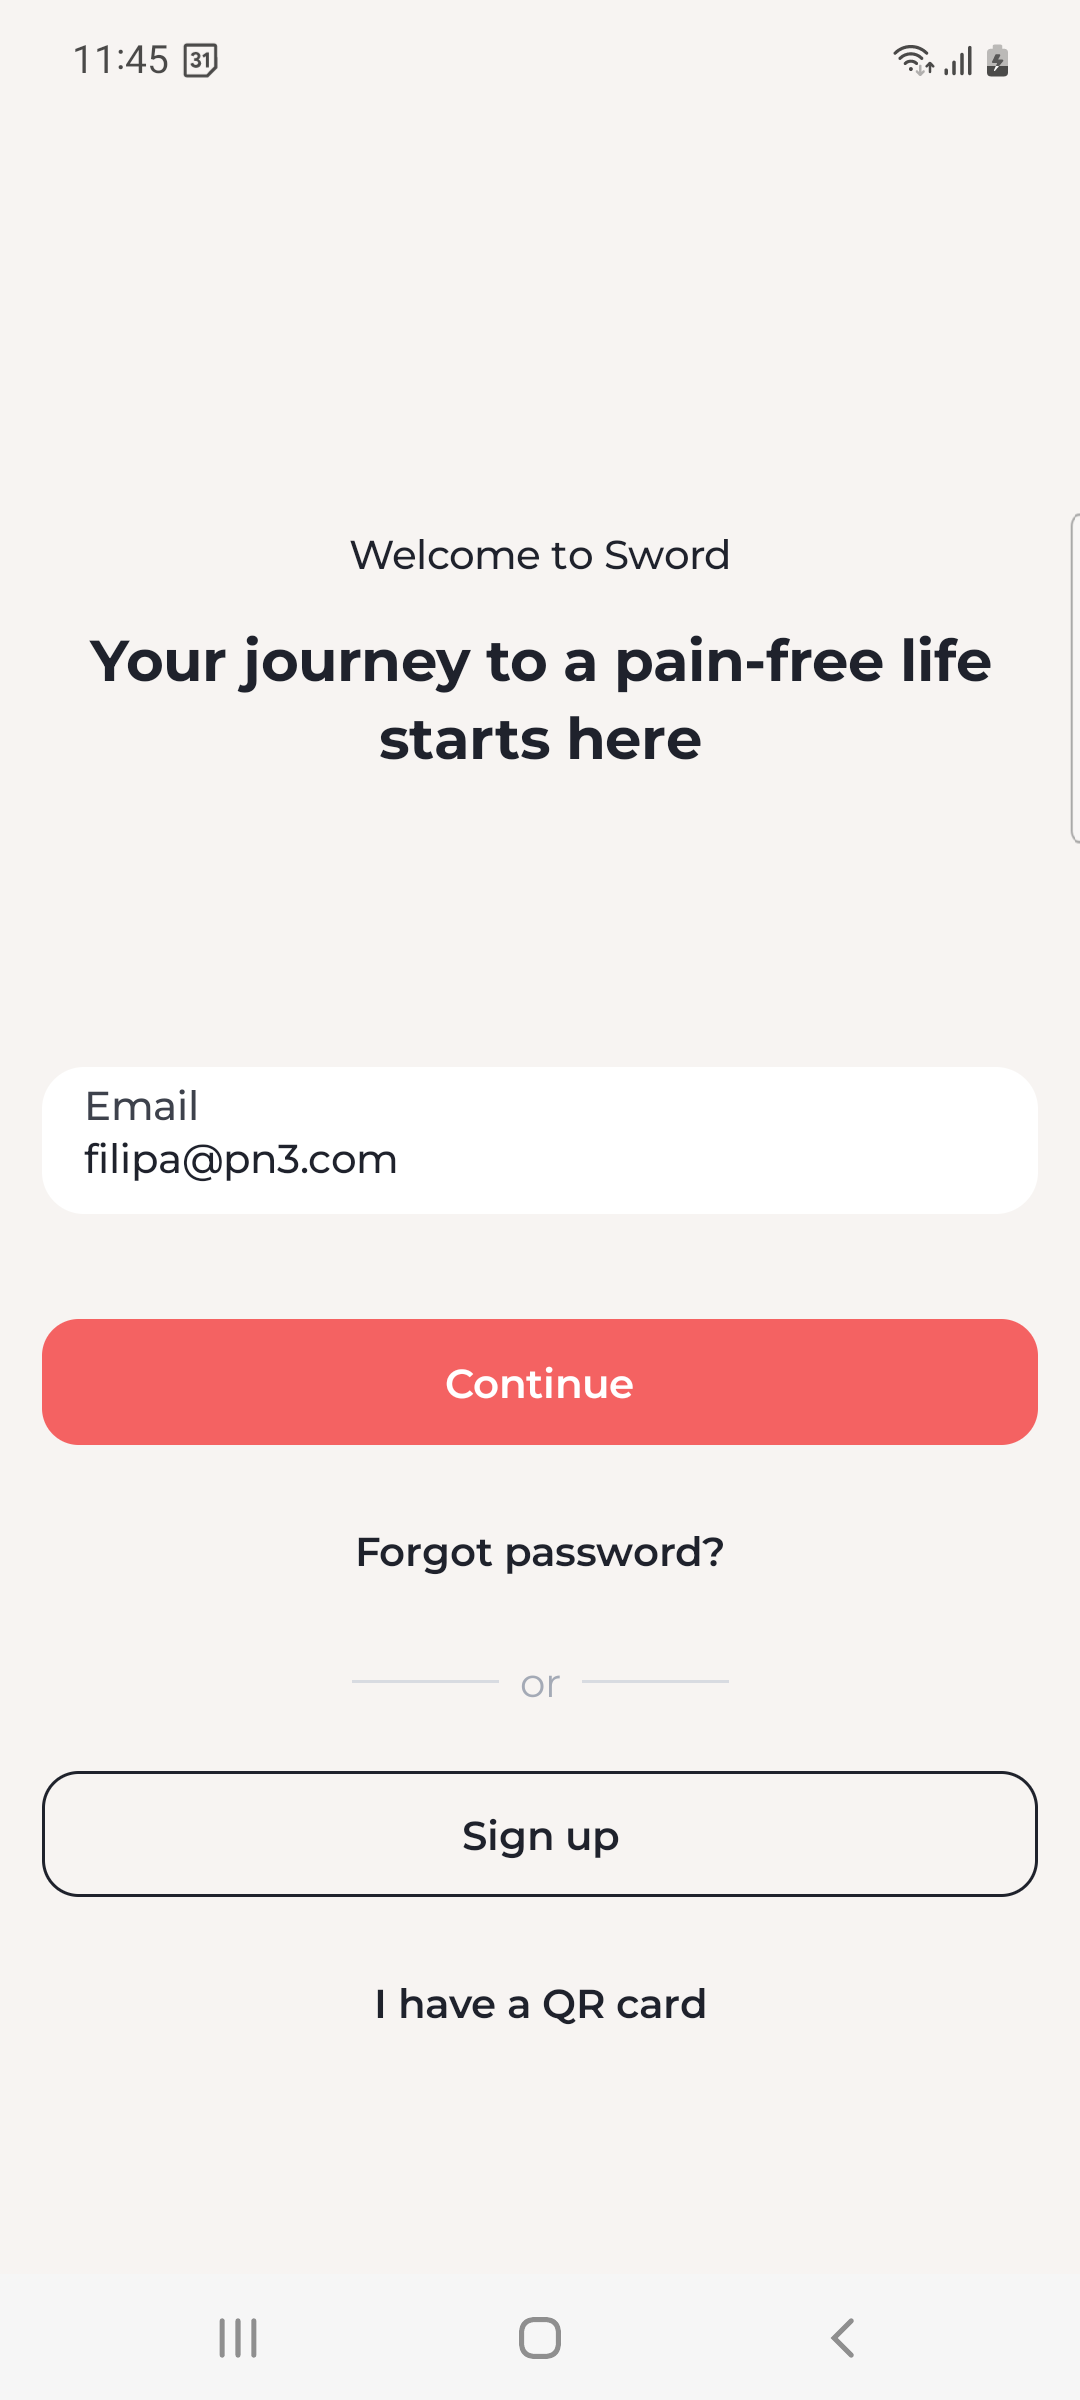 11:45 31
Welcome to Sword
Your journey to a pain-free life
starts here
Email
filipa@pn3.com
Continue
Forgot password?
or
Sign up
I have a QR card